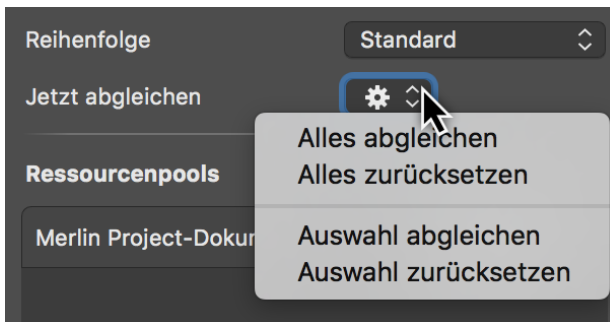 Reihenfolge
Standard
Jetzt abgleichen
Alles abgleichen
Alles zurücksetzen
Ressourcenpools
Merlin Project-Dokur
Auswahl abgleichen
Auswahl zurücksetzen